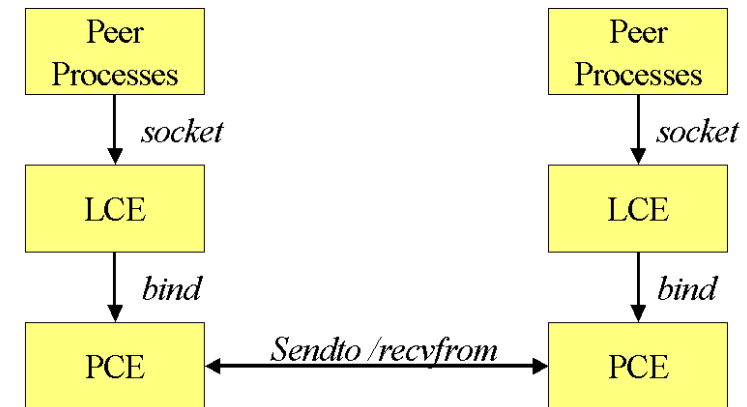 Peer
Processes
Peer
Processes
socket
socket
LCE
LCE
bind
bind
PCE
Sendto /recvfrom
PCE